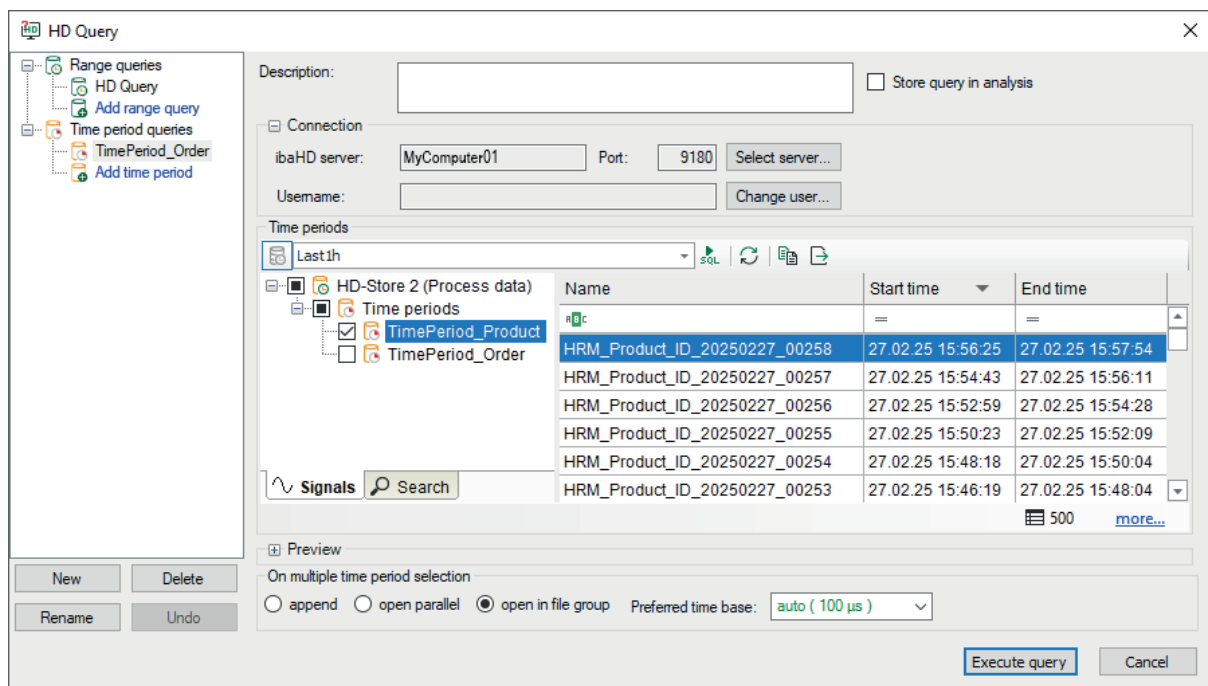 HD Query
Range queries
HD Query
Add range query
Time period queries
TimePeriod_Order
Add time period
New Delete
Rename Undo
Description:
Store query in analysis
Connection
ibaHD server: MyComputer01 Port: 9180 Select server...
Username: Change user...
Time periods
Last1h SQL
HD-Store 2 (Process data)
Time periods
TimePeriod_Product
TimePeriod_Order
Signals Search
Name Start time End time
ABC = =
HRM_Product_ID_20250227_00258 27.02.25 15:56:25 27.02.25 15:57:54
HRM_Product_ID_20250227_00257 27.02.25 15:54:43 27.02.25 15:56:11
HRM_Product_ID_20250227_00256 27.02.25 15:52:59 27.02.25 15:54:28
HRM_Product_ID_20250227_00255 27.02.25 15:50:23 27.02.25 15:52:09
HRM_Product_ID_20250227_00254 27.02.25 15:48:18 27.02.25 15:50:04
HRM_Product_ID_20250227_00253 27.02.25 15:46:19 27.02.25 15:48:04
500 more...
Preview
On multiple time period selection
append open parallel open in file group Preferred time base: auto ( 100 µs )
Execute query Cancel